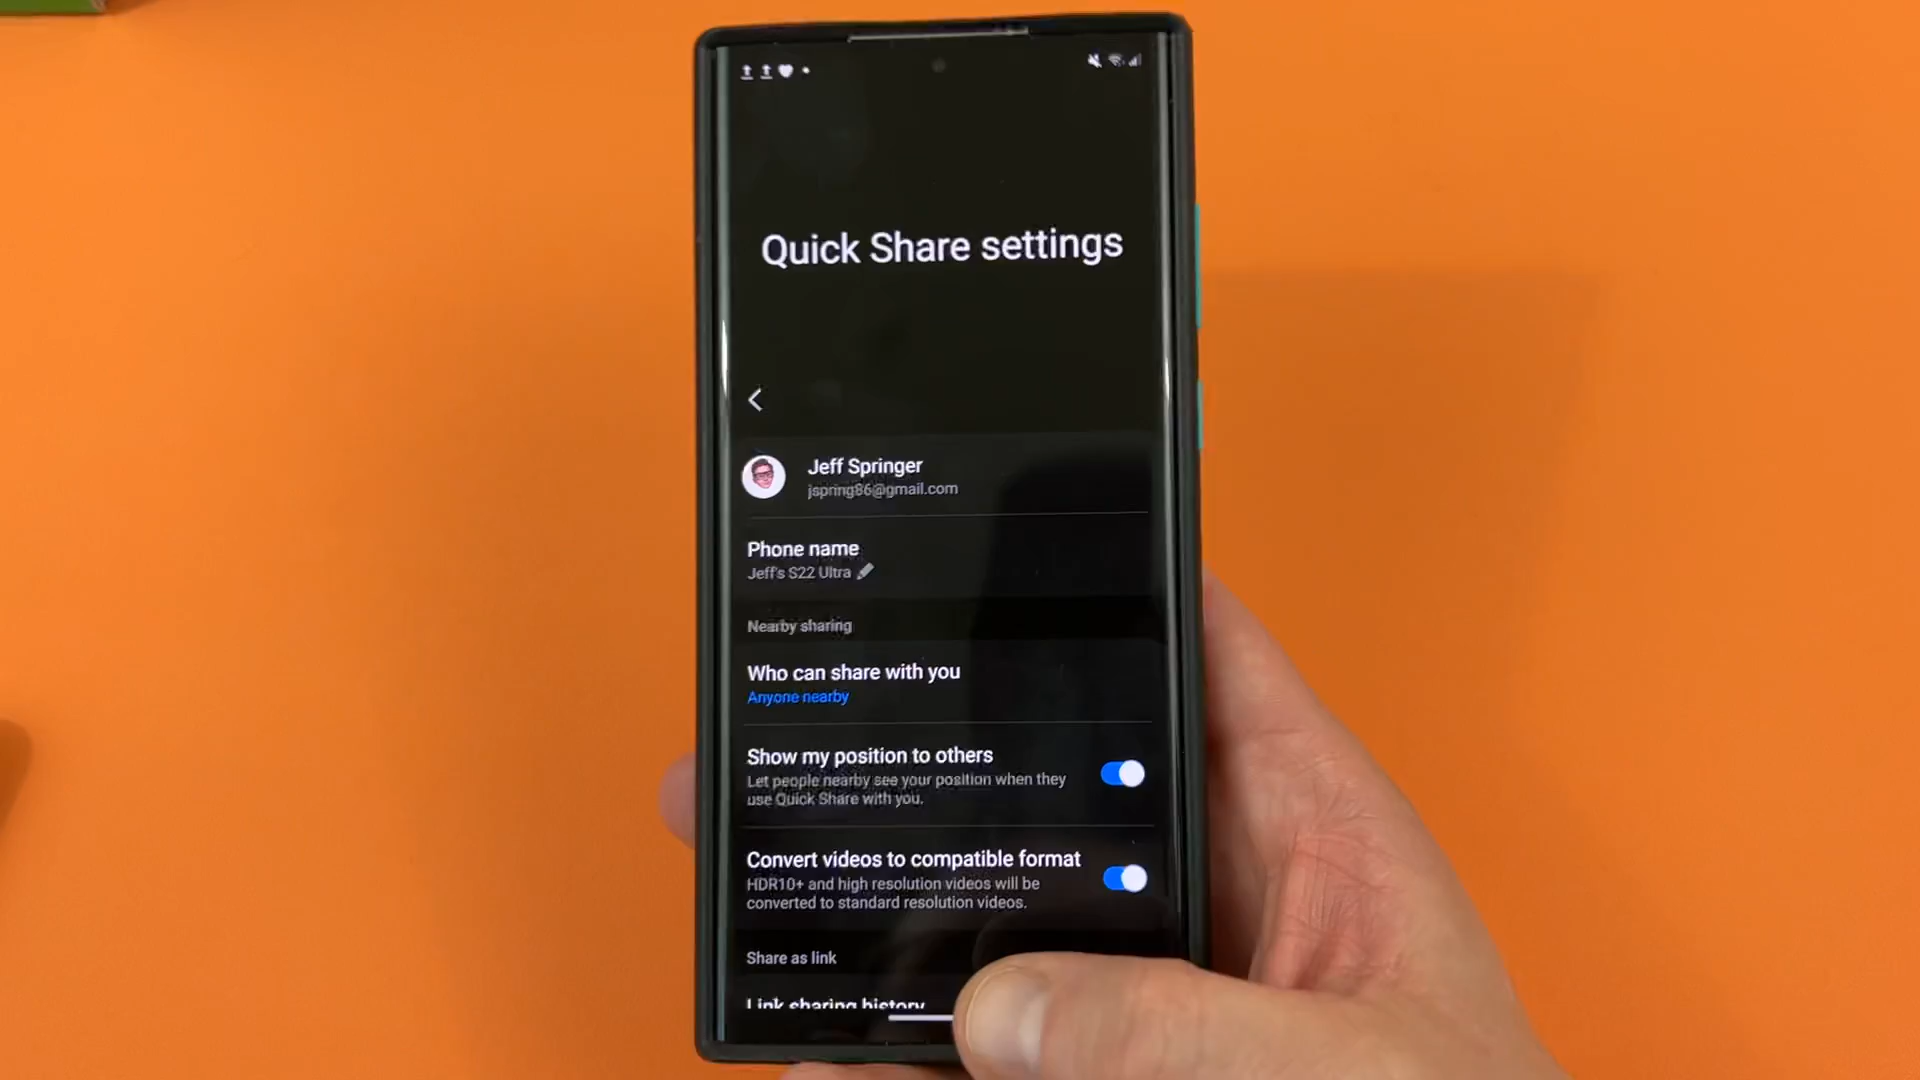 Quick Share settings
Jeff Springer
jspring86@gmail.com
Phone name
Jeff's S22 Ultra
Nearby sharing
Who can share with you
Anyone nearby
Show my position to others
Let people nearby see your position when they
use Quick Share with you.
Convert videos to compatible format
HDR10+ and high resolution videos will be
converted to standard resolution videos.
Share as link
Link sharing history